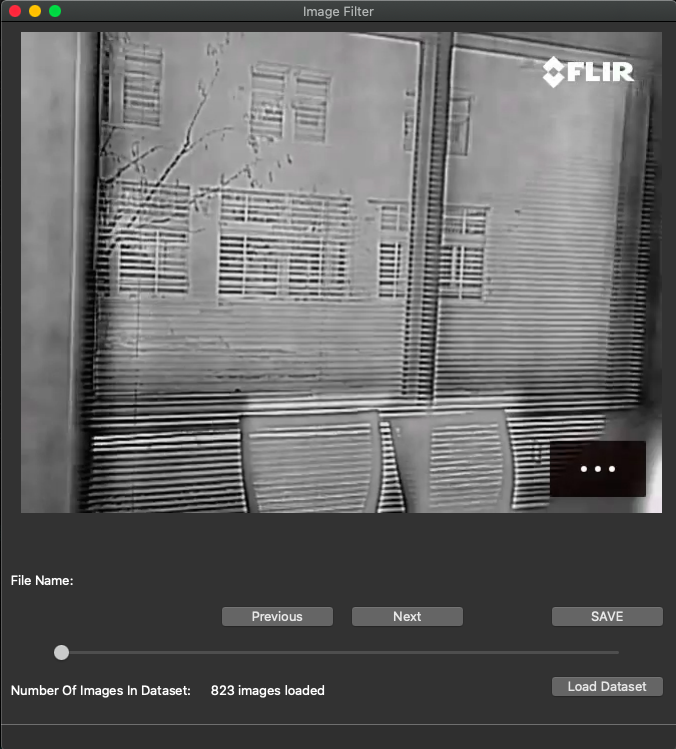 Image Filter
FLIR
File Name:
Previous
Next
SAVE
Number Of Images In Dataset:
823 images loaded
Load Dataset